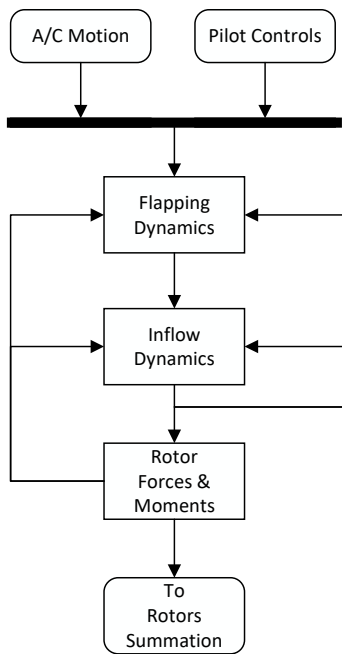 A/C Motion
Pilot Controls
Flapping
Dynamics
Inflow
Dynamics
Rotor
Forces &
Moments
To
Rotors
Summation